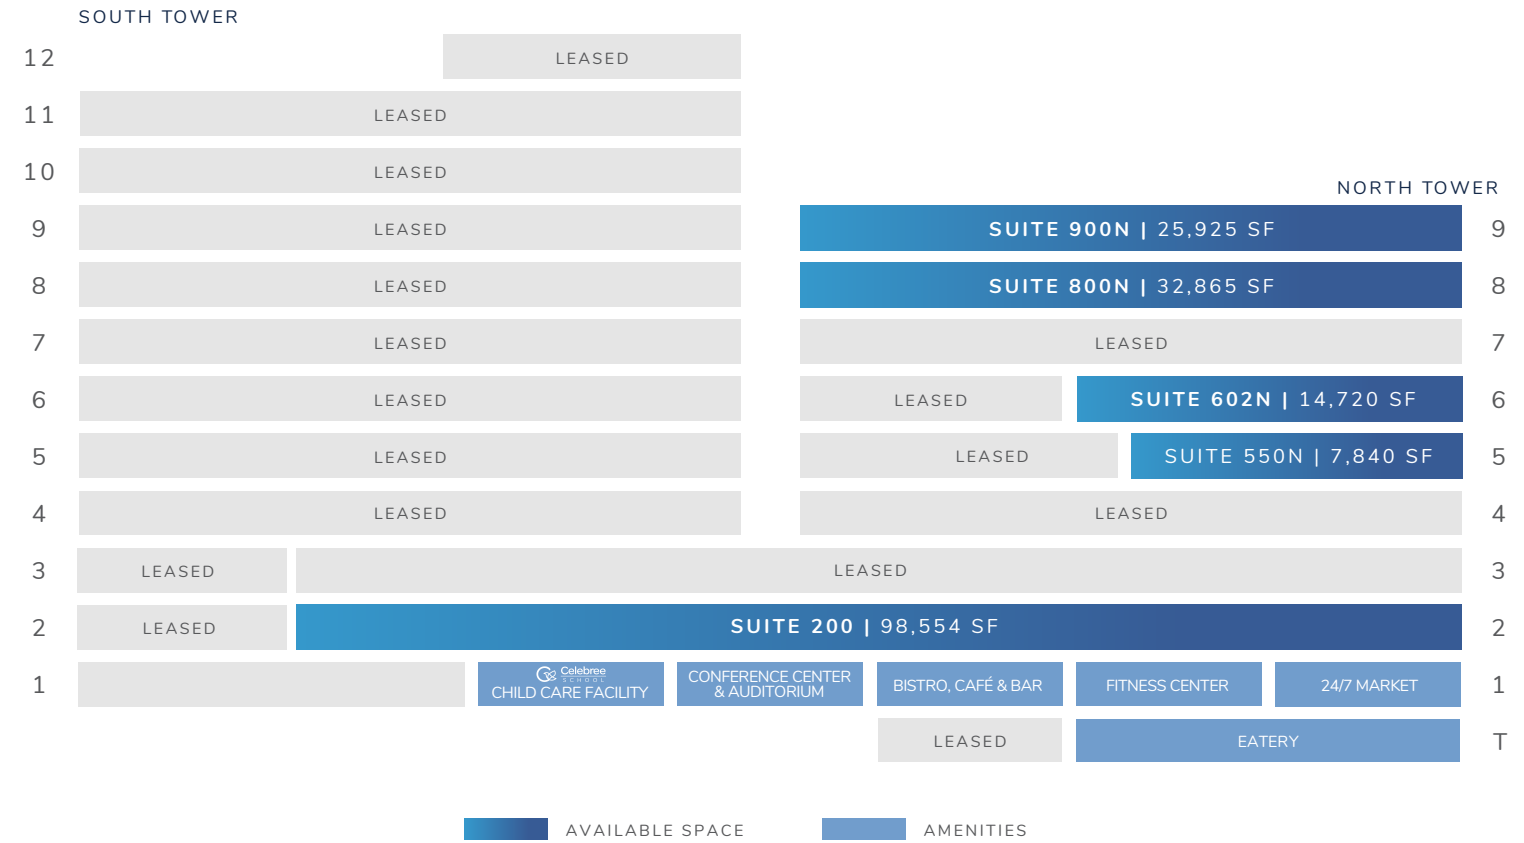 SOUTH TOWER
12
LEASED
11
LEASED
10
LEASED
NORTH TOWER
9
LEASED
SUITE 900N | 25,925 SF
9
8
LEASED
SUITE 800N | 32,865 SF
8
7
LEASED
LEASED
7
6
LEASED
LEASED
SUITE 602N | 14,720 SF
6
5
LEASED
LEASED
SUITE 550N | 7,840 SF
5
4
LEASED
LEASED
4
3
LEASED
LEASED
3
2
LEASED
SUITE 200 | 98,554 SF
2
1
Celebree
SCHOOL
CHILD CARE FACILITY
CONFERENCE CENTER
& AUDITORIUM
BISTRO, CAFÉ & BAR
FITNESS CENTER
24/7 MARKET
1
LEASED
EATERY
T
AVAILABLE SPACE
AMENITIES